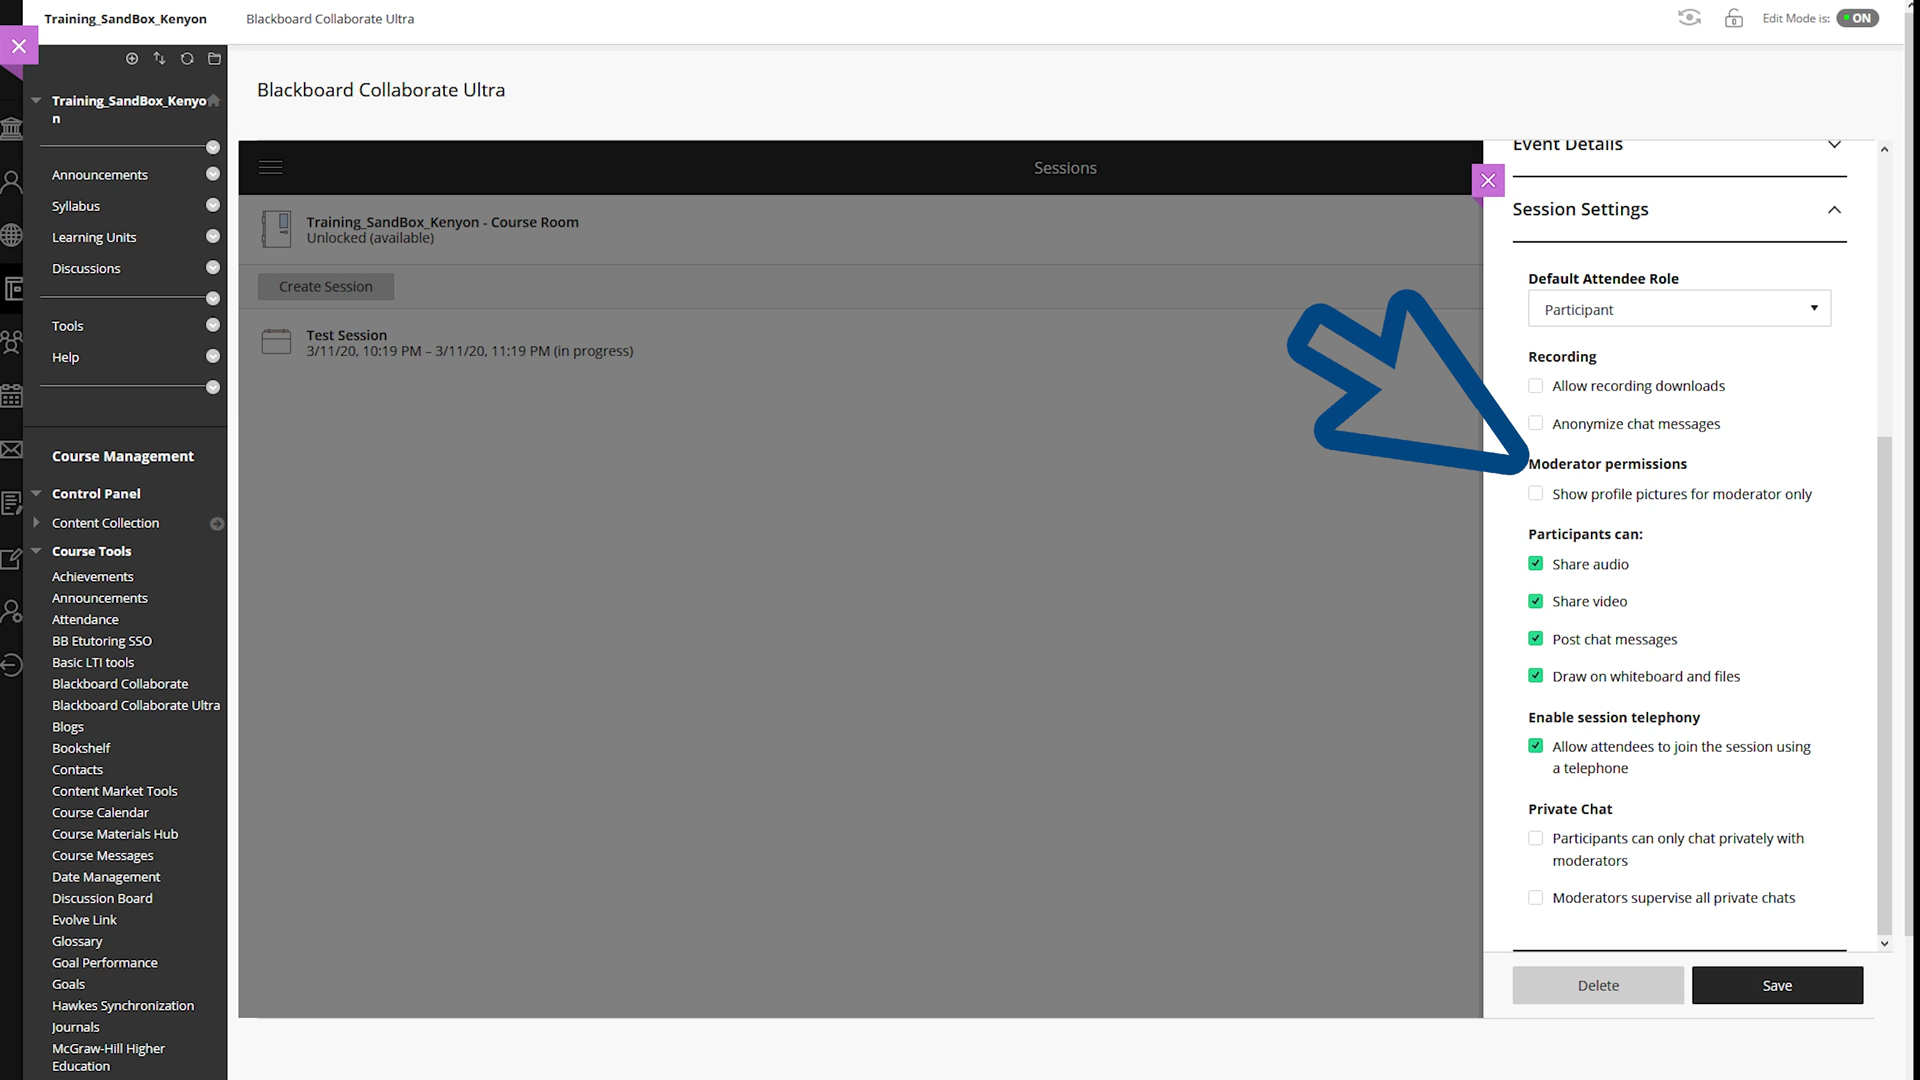 Training_SandBox_Kenyon
Blackboard Collaborate Ultra
Edit Mode is:
ON
Training_SandBox_Kenyo
n
Announcements
Syllabus
Learning Units
Discussions
Tools
Help
Course Management
Control Panel
Content Collection
Course Tools
Achievements
Announcements
Attendance
BB Etutoring SSO
Basic LTI tools
Blackboard Collaborate
Blackboard Collaborate Ultra
Blogs
Bookshelf
Contacts
Content Market Tools
Course Calendar
Course Materials Hub
Course Messages
Date Management
Discussion Board
Evolve Link
Glossary
Goal Performance
Goals
Hawkes Synchronization
Journals
McGraw-Hill Higher
Education
Blackboard Collaborate Ultra
Sessions
Training_SandBox_Kenyon - Course Room
Unlocked (available)
Create Session
Test Session
3/11/20, 10:19 PM – 3/11/20, 11:19 PM (in progress)
Event Details
Session Settings
Default Attendee Role
Participant
Recording
Allow recording downloads
Anonymize chat messages
Moderator permissions
Show profile pictures for moderator only
Participants can:
Share audio
Share video
Post chat messages
Draw on whiteboard and files
Enable session telephony
Allow attendees to join the session using
a telephone
Private Chat
Participants can only chat privately with
moderators
Moderators supervise all private chats
Delete
Save